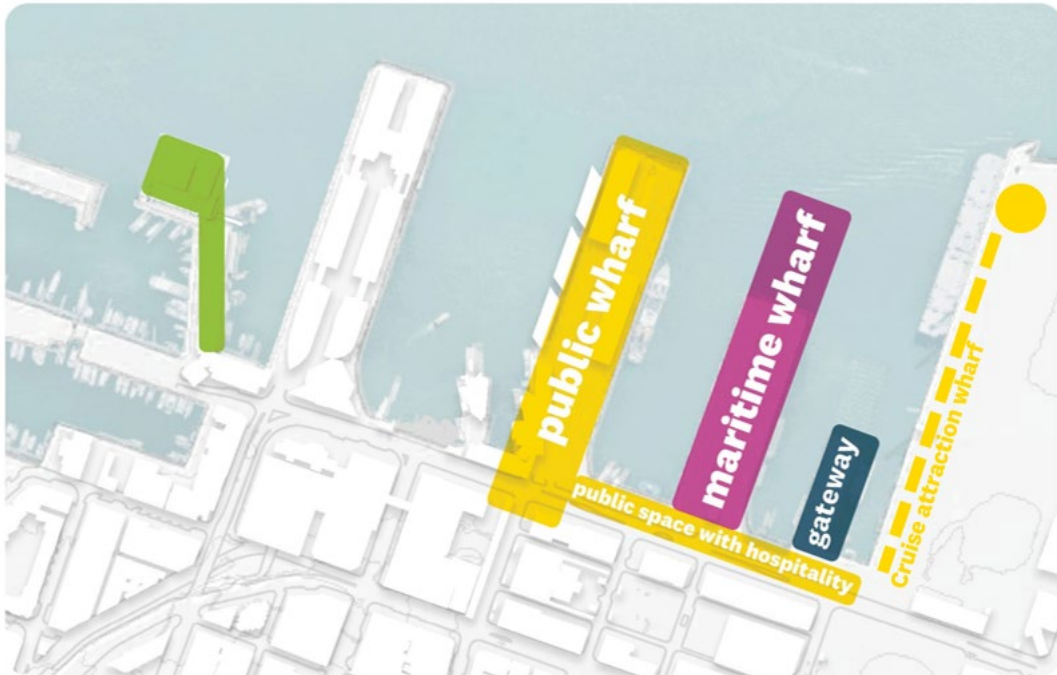 public wharf
maritime wharf
gateway
Cruise attraction wharf
public space with hospitality